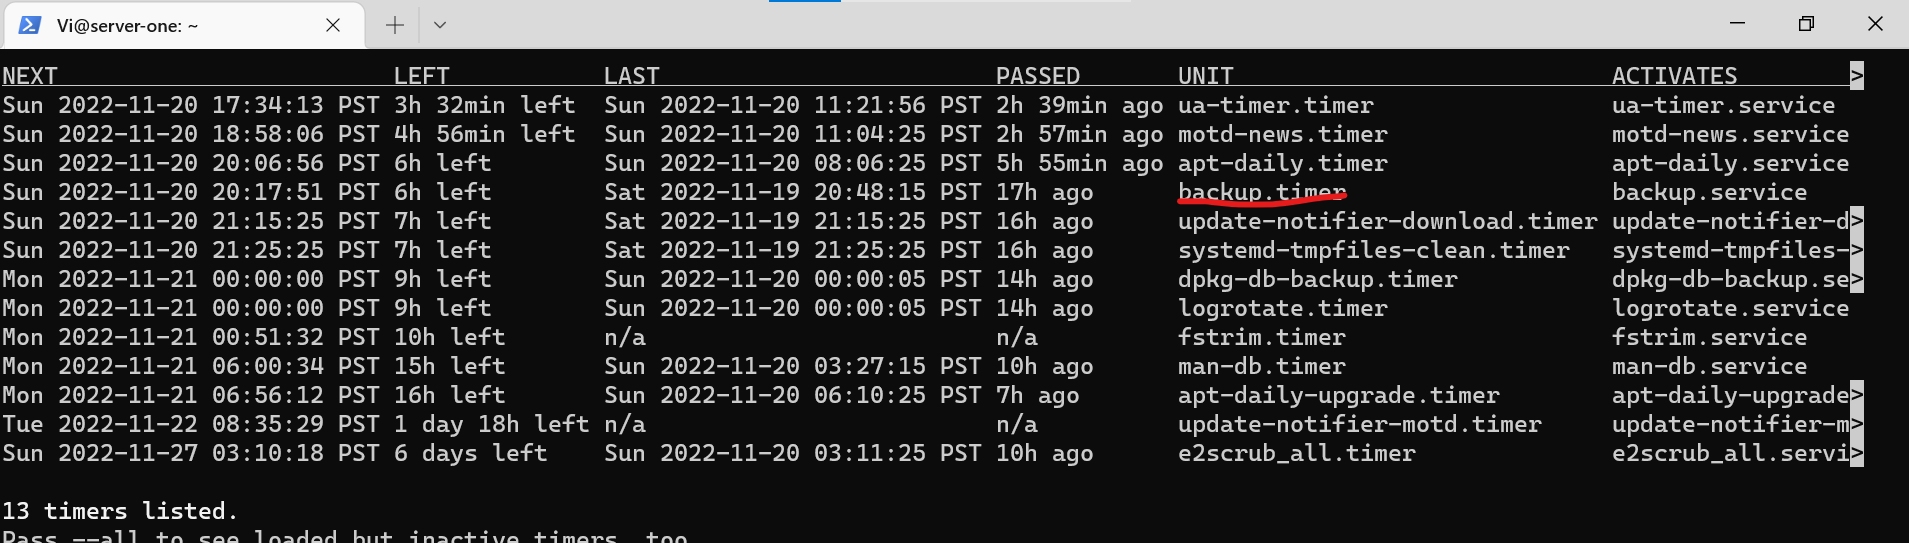 Vi@server-one: ~
NEXT LEFT LAST PASSED UNIT ACTIVATES >
Sun 2022-11-20 17:34:13 PST 3h 32min left Sun 2022-11-20 11:21:56 PST 2h 39min ago ua-timer.timer ua-timer.service
Sun 2022-11-20 18:58:06 PST 4h 56min left Sun 2022-11-20 11:04:25 PST 2h 57min ago motd-news.timer motd-news.service
Sun 2022-11-20 20:06:56 PST 6h left Sun 2022-11-20 08:06:25 PST 5h 55min ago apt-daily.timer apt-daily.service
Sun 2022-11-20 20:17:51 PST 6h left Sat 2022-11-19 20:48:15 PST 17h ago backup.timer backup.service
Sun 2022-11-20 21:15:25 PST 7h left Sat 2022-11-19 21:15:25 PST 16h ago update-notifier-download.timer update-notifier-d>
Sun 2022-11-20 21:25:25 PST 7h left Sat 2022-11-19 21:25:25 PST 16h ago systemd-tmpfiles-clean.timer systemd-tmpfiles->
Mon 2022-11-21 00:00:00 PST 9h left Sun 2022-11-20 00:00:05 PST 14h ago dpkg-db-backup.timer dpkg-db-backup.se>
Mon 2022-11-21 00:00:00 PST 9h left Sun 2022-11-20 00:00:05 PST 14h ago logrotate.timer logrotate.service
Mon 2022-11-21 00:51:32 PST 10h left n/a n/a fstrim.timer fstrim.service
Mon 2022-11-21 06:00:34 PST 15h left Sun 2022-11-20 03:27:15 PST 10h ago man-db.timer man-db.service
Mon 2022-11-21 06:56:12 PST 16h left Sun 2022-11-20 06:10:25 PST 7h ago apt-daily-upgrade.timer apt-daily-upgrade>
Tue 2022-11-22 08:35:29 PST 1 day 18h left n/a n/a update-notifier-motd.timer update-notifier-m>
Sun 2022-11-27 03:10:18 PST 6 days left Sun 2022-11-20 03:11:25 PST 10h ago e2scrub_all.timer e2scrub_all.servi>
13 timers listed.
Pass --all to see loaded but inactive timers, too